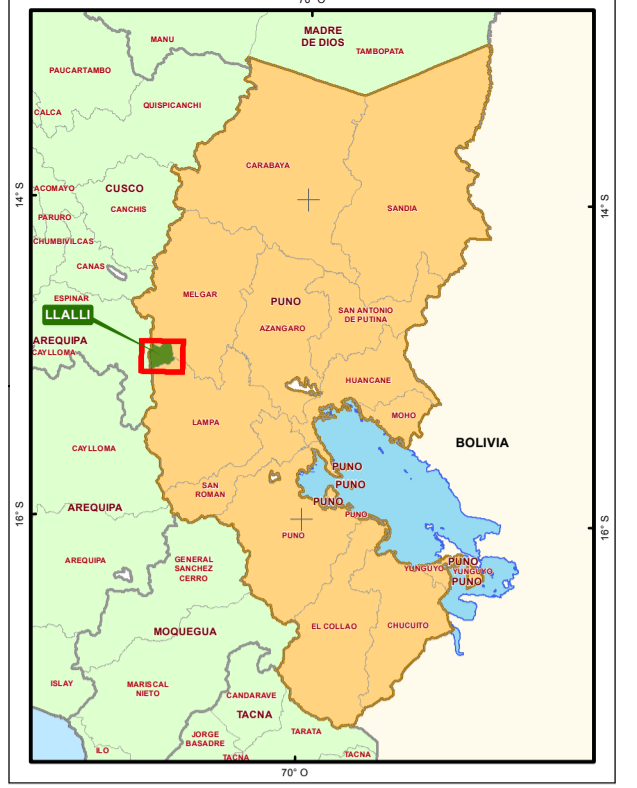 70° O
MADRE
DE DIOS
MANU
TAMBOPATA
PAUCARTAMBO
QUISPICANCHI
CALCA
CARABAYA
14° S
ACOMAYO
CUSCO
SANDIA
14° S
CANCHIS
PARURO
CHUMBIVILCAS
CANAS
ESPINAR
MELGAR
PUNO
LLALLI
SAN ANTONIO
DE PUTINA
AZANGARO
AREQUIPA
CAYLLOMA
HUANCANE
MOHO
LAMPA
BOLIVIA
CAYLLOMA
PUNO
PUNO
SAN
ROMAN
PUNO
AREQUIPA
PUNO
16° S
16° S
PUNO
AREQUIPA
GENERAL
SANCHEZ
CERRO
PUNO
YUNGUYO
YUNGUYO
PUNO
EL COLLAO
CHUCUITO
MOQUEGUA
ISLAY
MARISCAL
NIETO
CANDARAVE
TACNA
JORGE
BASADRE
TARATA
ILO
TACNA
TACNA
70° O